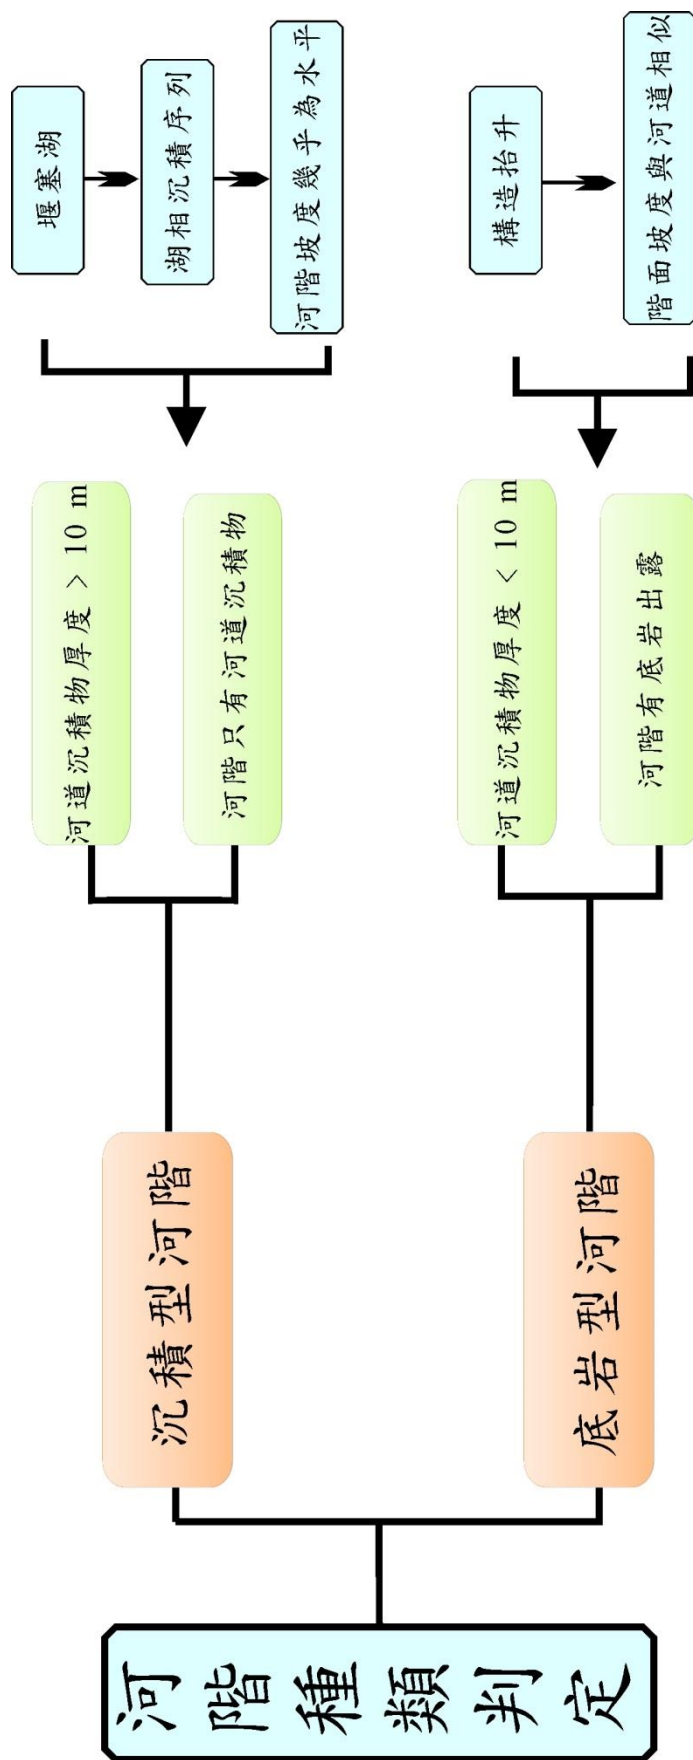 河階種類判定
沉積型河階
河道沉積物厚度 > 10 m
河階只有河道沉積物
堰塞湖
湖相沉積序列
河階坡度幾乎為水平
底岩型河階
河道沉積物厚度 < 10 m
河階有底岩出露
構造抬升
階面坡度與河道相似